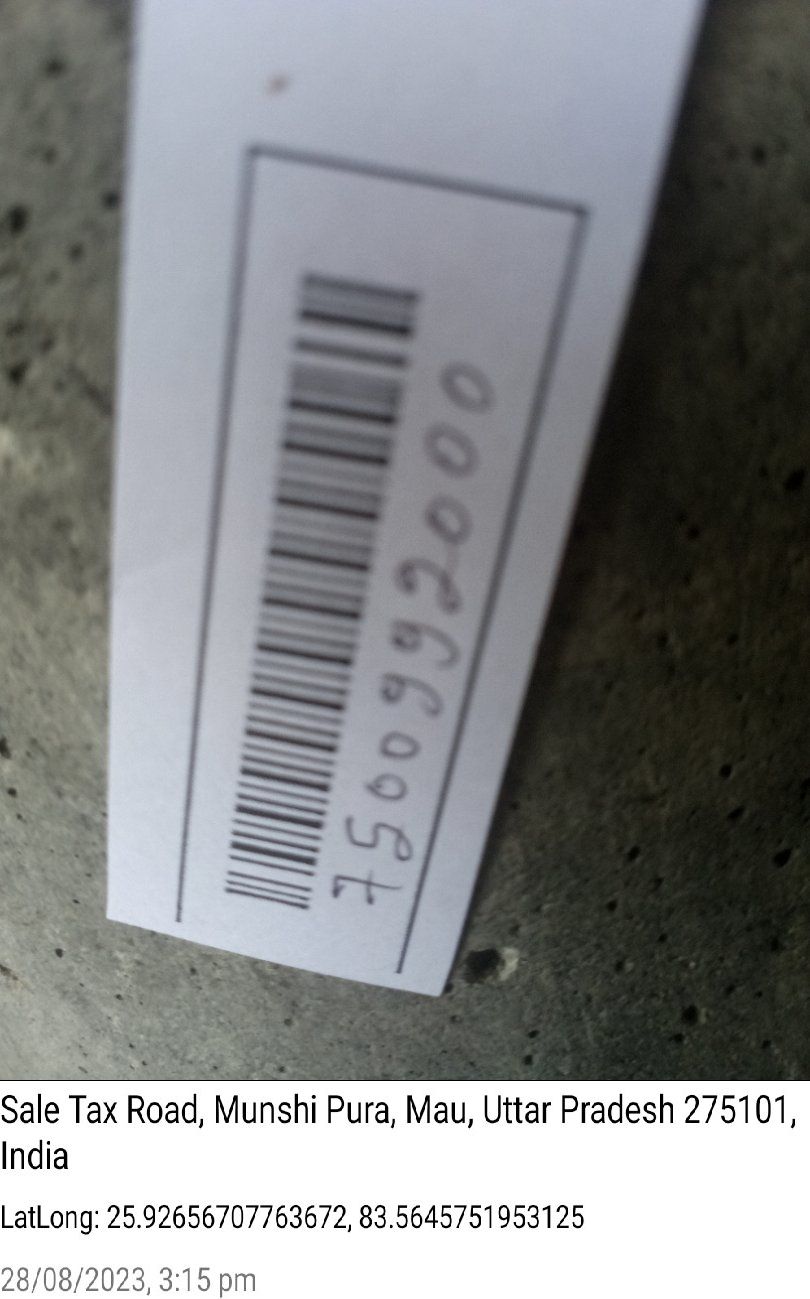 7500992000
Sale Tax Road, Munshi Pura, Mau, Uttar Pradesh 275101,
India
LatLong: 25.92656707763672, 83.5645751953125
28/08/2023, 3:15 pm